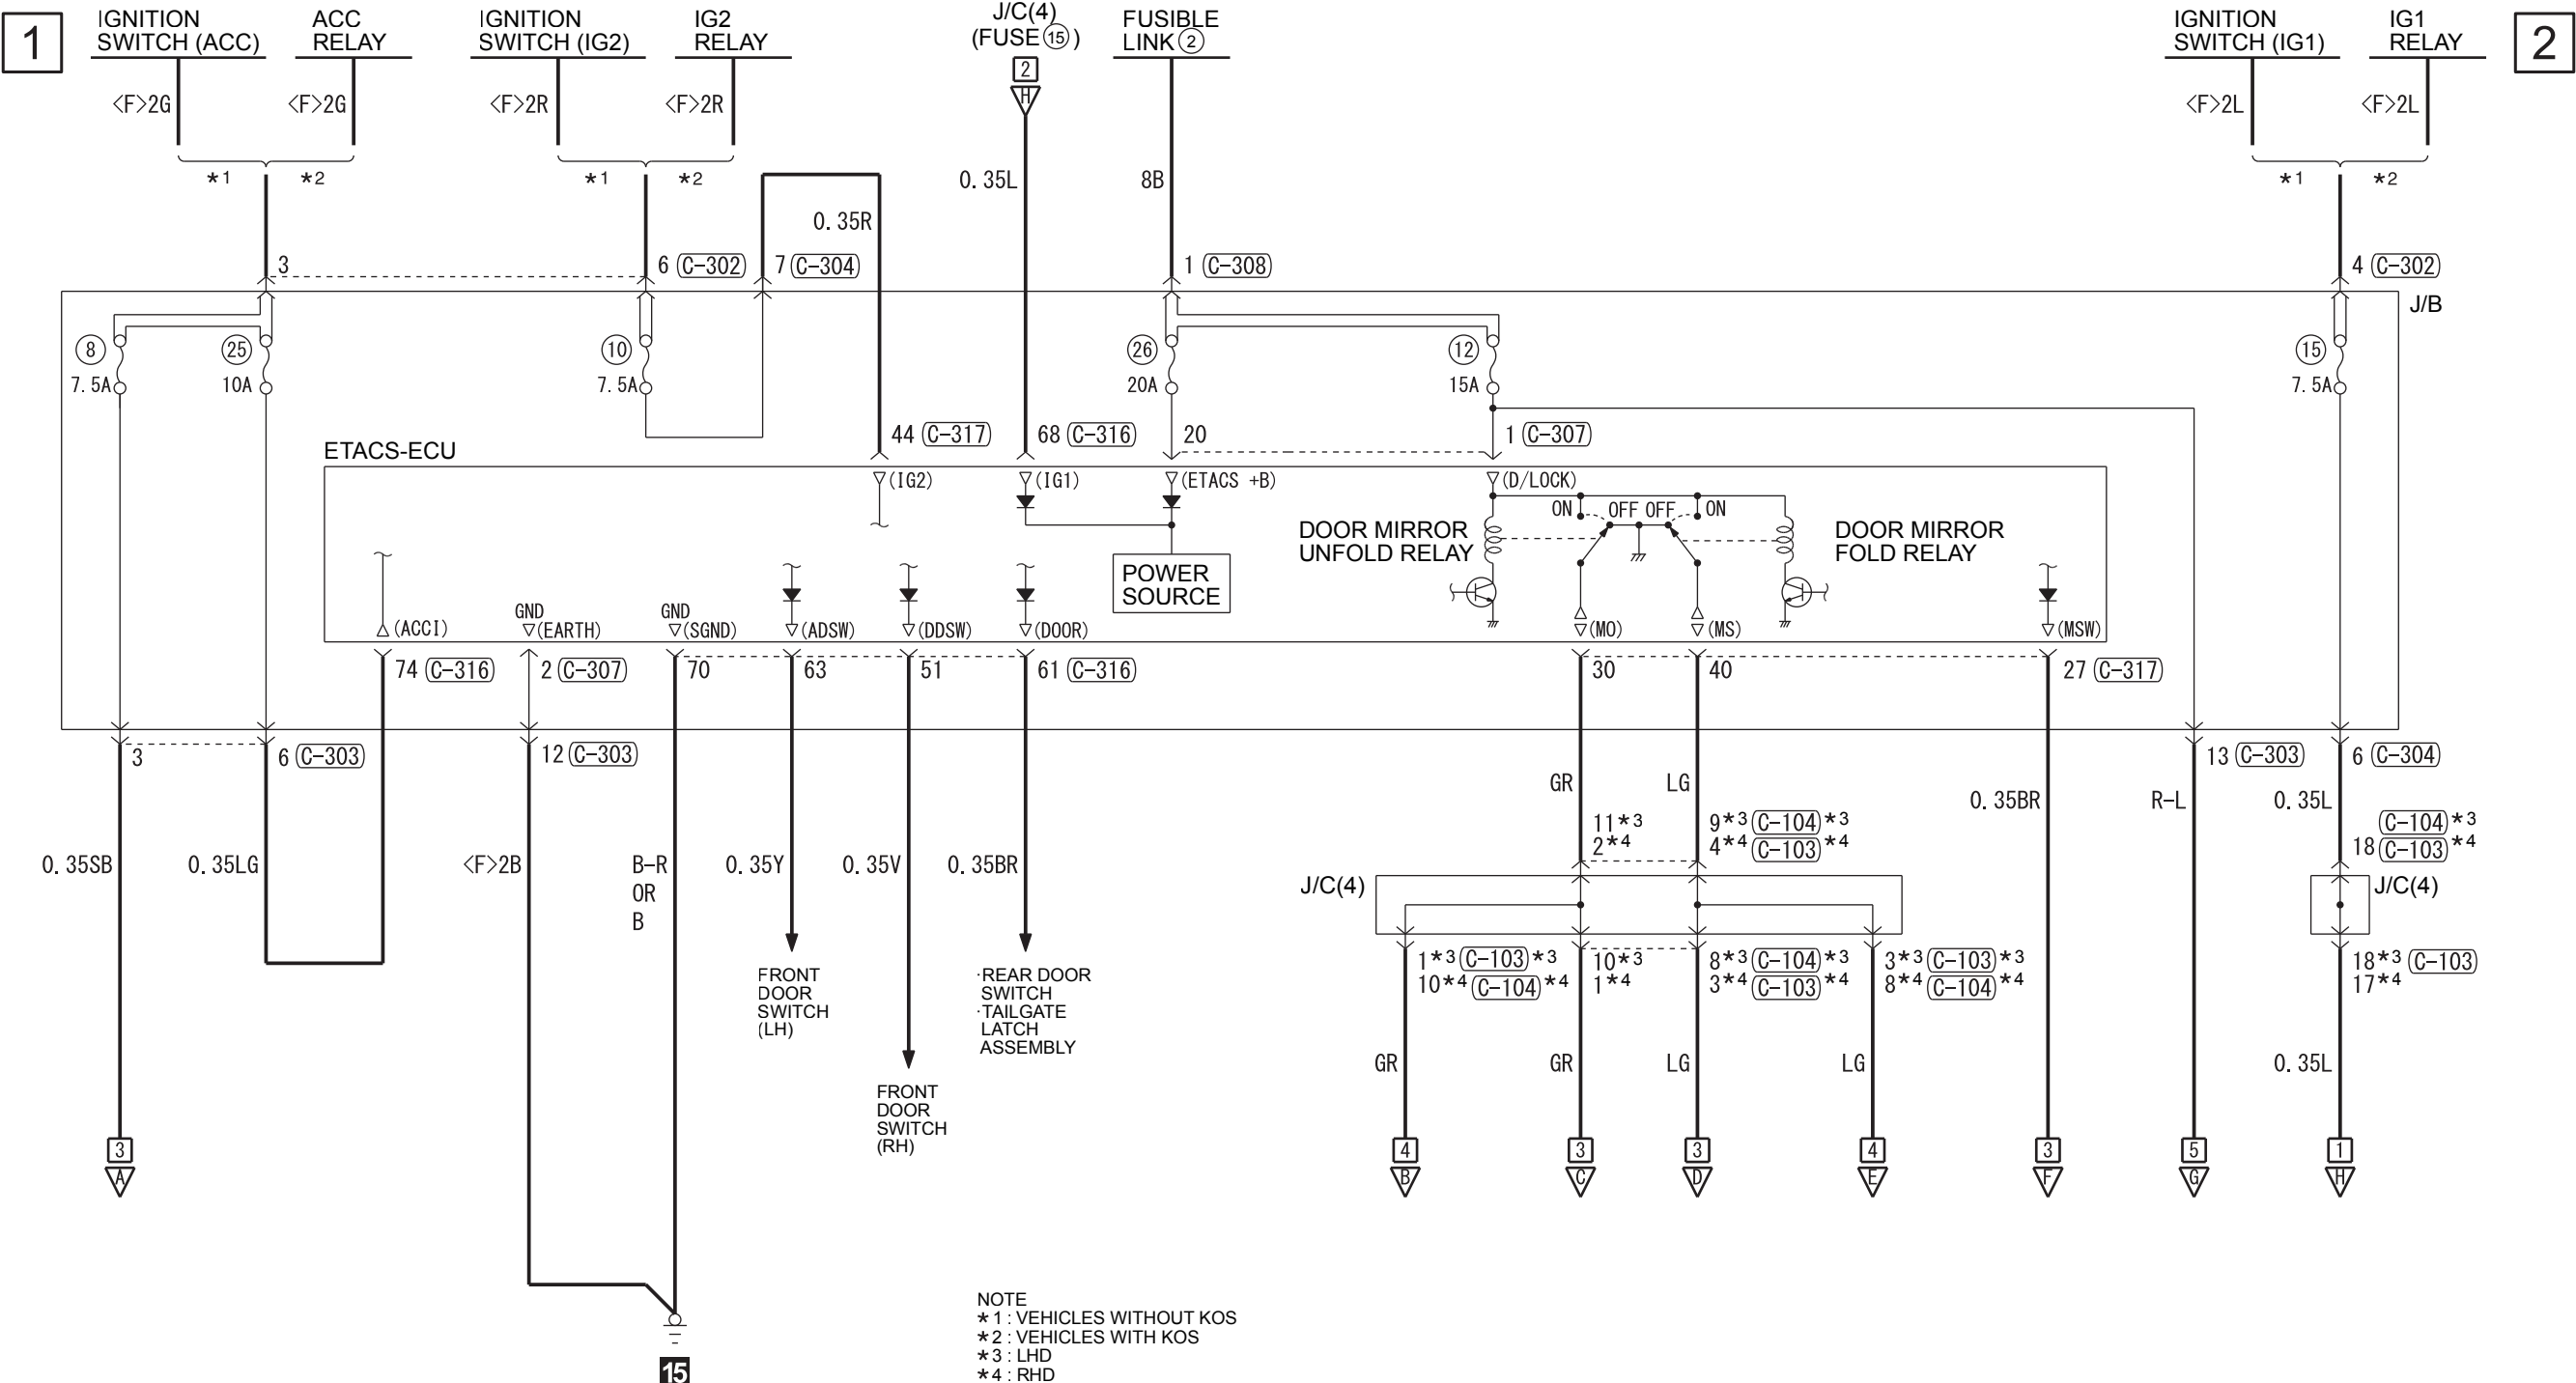 1
IGNITION
SWITCH (ACC)
ACC
RELAY
IGNITION
SWITCH (IG2)
IG2
RELAY
J/C(4)
(FUSE 15)
2
H
FUSIBLE
LINK 2
IGNITION
SWITCH (IG1)
IG1
RELAY
2
<F>2G
<F>2G
<F>2R
<F>2R
<F>2L
<F>2L
*1
*2
*1
*2
0.35L
8B
*1
*2
0.35R
3
6 C-302
7 C-304
1 C-308
4 C-302
J/B
8
7.5A
25
10A
10
7.5A
26
20A
12
15A
15
7.5A
44 C-317
68 C-316
20
1 C-307
ETACS-ECU
(IG2)
(IG1)
(ETACS +B)
(D/LOCK)
ON
OFF
OFF
ON
DOOR MIRROR
UNFOLD RELAY
DOOR MIRROR
FOLD RELAY
POWER
SOURCE
GND
GND
(ACCI)
(EARTH)
(SGND)
(ADSW)
(DDSW)
(DOOR)
(MO)
(MS)
(MSW)
74 C-316
2 C-307
70
63
51
61 C-316
30
40
27 C-317
3
6 C-303
12 C-303
13 C-303
6 C-304
GR
LG
0.35BR
R-L
0.35L
11*3
2*4
9*3 C-104 *3
4*4 C-103 *4
C-104 *3
18 C-103 *4
0.35SB
0.35LG
<F>2B
B-R
OR
B
0.35Y
0.35V
0.35BR
J/C(4)
J/C(4)
1*3 C-103 *3
10*4 C-104 *4
10*3
1*4
8*3 C-104 *3
3*4 C-103 *4
3*3 C-103 *3
8*4 C-104 *4
18*3 C-103
17*4
FRONT
DOOR
SWITCH
(LH)
·REAR DOOR
SWITCH
·TAILGATE
LATCH
ASSEMBLY
FRONT
DOOR
SWITCH
(RH)
GR
GR
LG
LG
0.35L
3
A
4
B
3
C
3
D
4
E
3
F
5
G
1
H
15
NOTE
*1 : VEHICLES WITHOUT KOS
*2 : VEHICLES WITH KOS
*3 : LHD
*4 : RHD